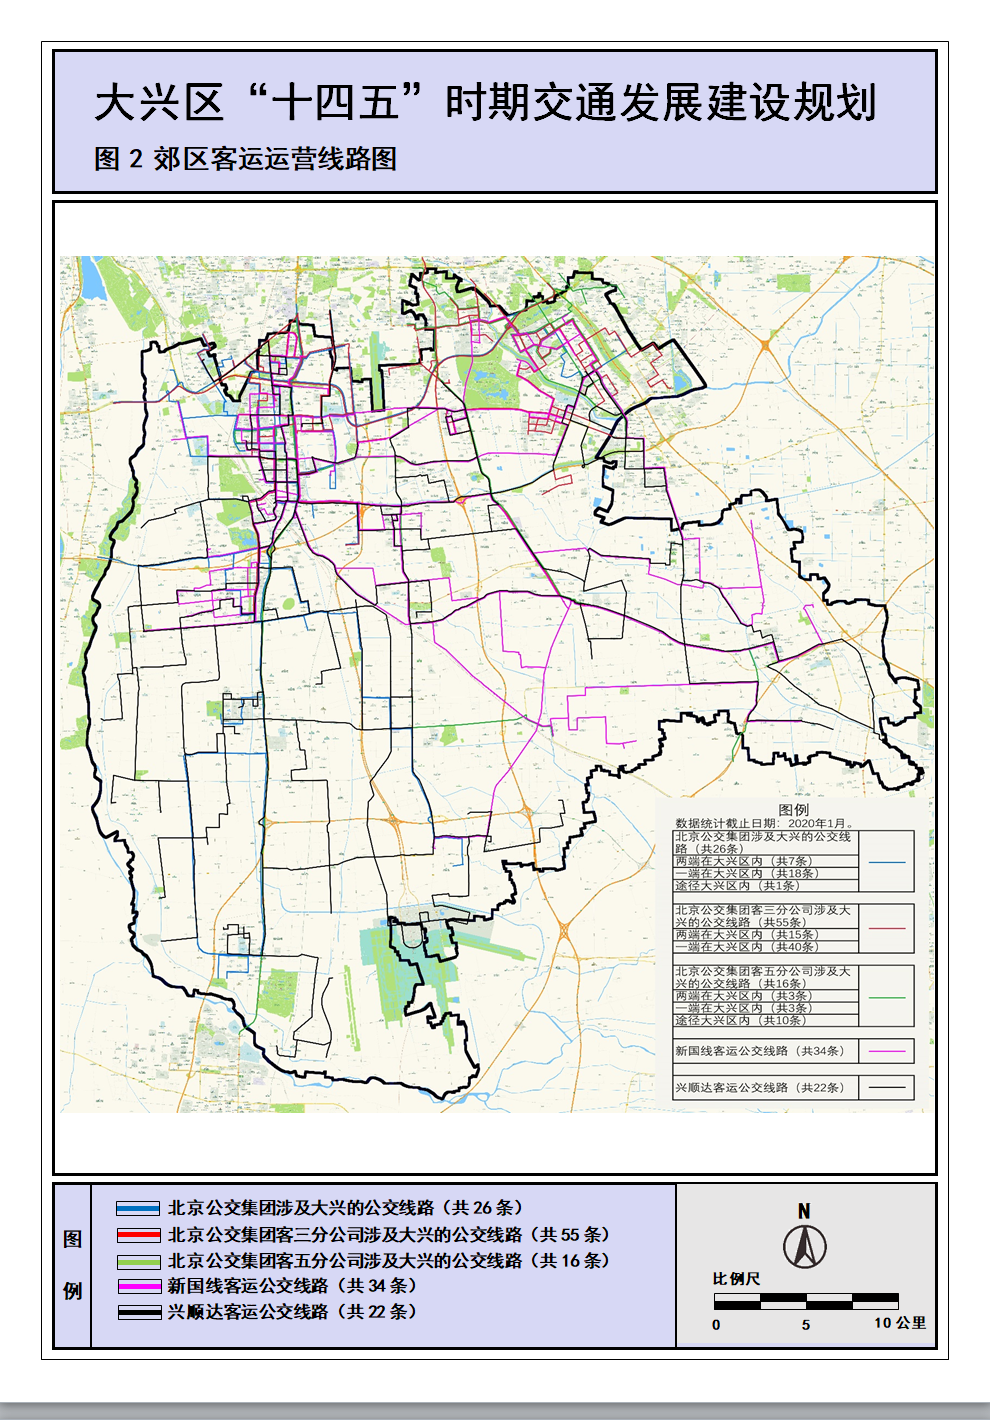 大兴区“十四五”时期交通发展建设规划
图 2 郊区客运运营线路图
图例
数据统计截止日期：2020年1月。
北京公交集团涉及大兴的公交线
路（共26条）
两端在大兴区内（共7条）
一端在大兴区内（共18条）
途径大兴区内（共1条）
北京公交集团客三分公司涉及大
兴的公交线路（共55条）
两端在大兴区内（共15条）
一端在大兴区内（共40条）
北京公交集团客五分公司涉及大
兴的公交线路（共16条）
两端在大兴区内（共3条）
一端在大兴区内（共3条）
途径大兴区内（共10条）
新国线客运公交线路（共34条）
兴顺达客运公交线路（共22条）
图例
北京公交集团涉及大兴的公交线路（共 26 条）
北京公交集团客三分公司涉及大兴的公交线路（共 55 条）
北京公交集团客五分公司涉及大兴的公交线路（共 16 条）
新国线客运公交线路（共 34 条）
兴顺达客运公交线路（共 22 条）
N
比例尺
0 5 10 公里